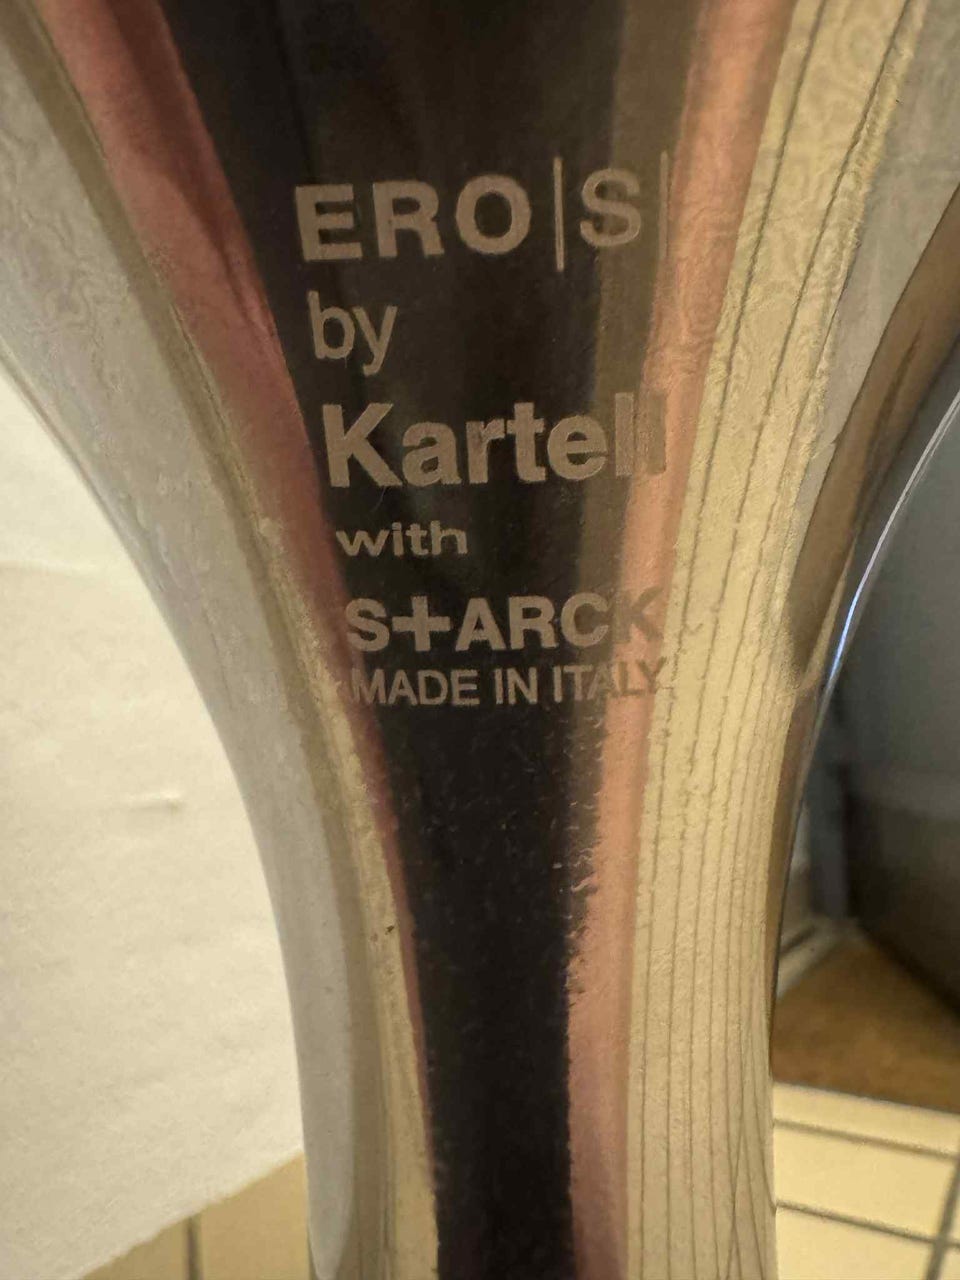 ERO|S|
by
Kartell
with
S+ARCK
MADE IN ITALY